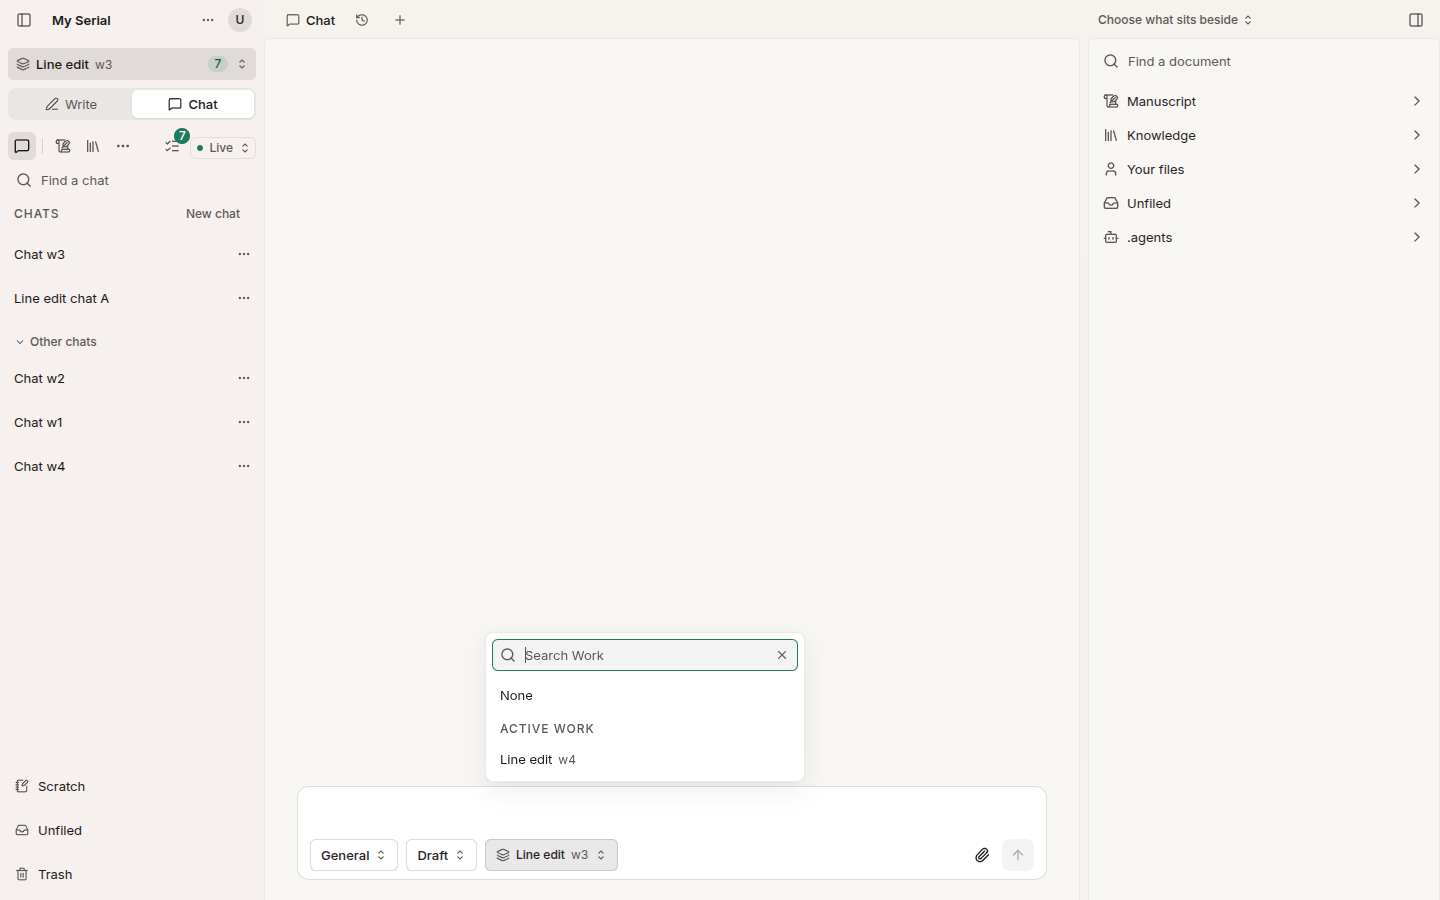 My Serial
U
Line edit w3
7
Write
Chat
7
Live
Find a chat
CHATS
New chat
Chat w3
Line edit chat A
Other chats
Chat w2
Chat w1
Chat w4
Scratch
Unfiled
Trash
Chat
Search Work
None
ACTIVE WORK
Line edit w4
General
Draft
Line edit w3
Choose what sits beside
Find a document
Manuscript
Knowledge
Your files
Unfiled
.agents